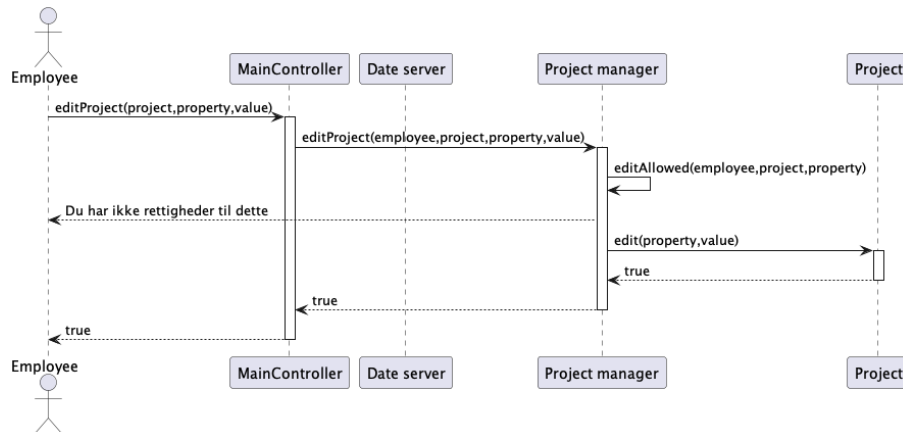 Employee
MainController
Date server
Project manager
Project
editProject(project,property,value)
editProject(employee,project,property,value)
editAllowed(employee,project,property)
Du har ikke rettigheder til dette
edit(property,value)
true
true
true
Employee
MainController
Date server
Project manager
Project